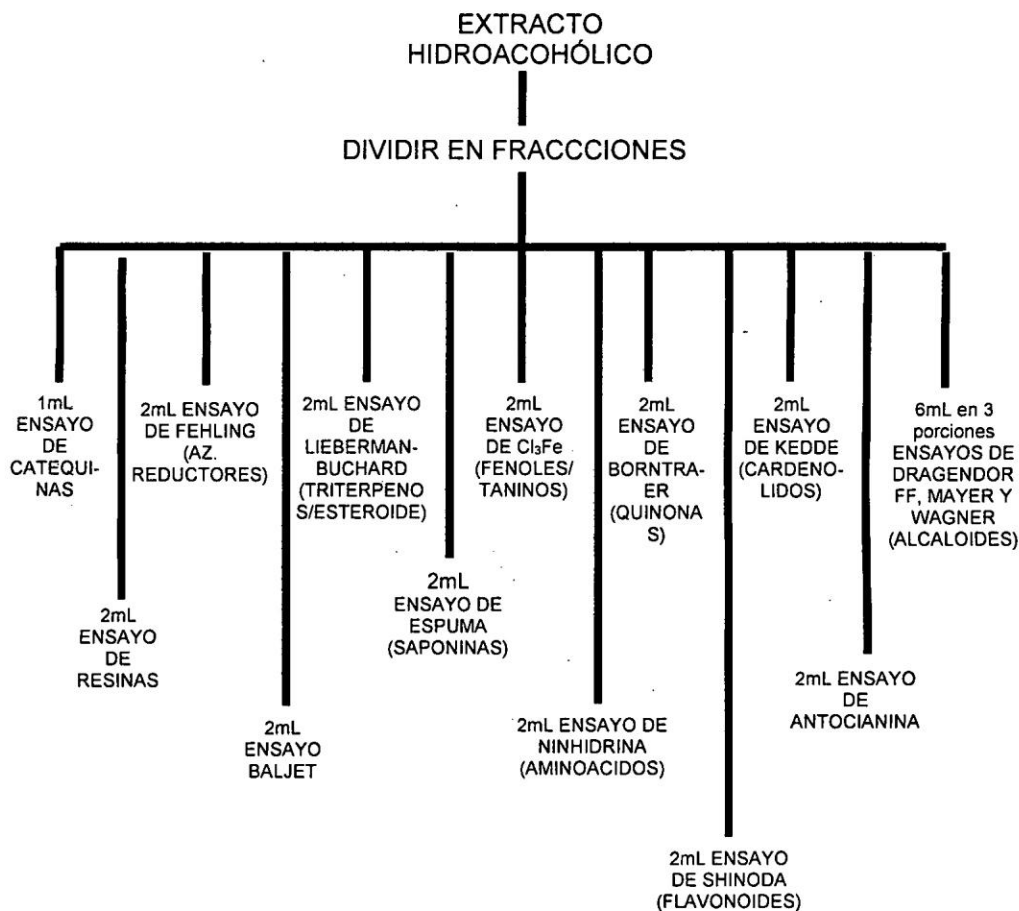 EXTRACTO
HIDROACOHÓLICO
DIVIDIR EN FRACCCIONES
1mL
ENSAYO
DE
CATEQUI-
NAS
2mL
ENSAYO
DE
RESINAS
2mL ENSAYO
DE FEHLING
(AZ.
REDUCTORES)
2mL
ENSAYO
BALJET
2mL ENSAYO
DE
LIEBERMAN-
BUCHARD
(TRITERPENO
S/ESTEROIDE)
2mL
ENSAYO DE
ESPUMA
(SAPONINAS)
2mL
ENSAYO
DE Cl₃Fe
(FENOLES/
TANINOS)
2mL ENSAYO DE
NINHIDRINA
(AMINOACIDOS)
2mL
ENSAYO
DE
BORNTRA-
ER
(QUINONA
S)
2mL ENSAYO
DE SHINODA
(FLAVONOIDES)
2mL
ENSAYO
DE KEDDE
(CARDENO-
LIDOS)
2mL ENSAYO
DE
ANTOCIANINA
6mL en 3
porciones
ENSAYOS DE
DRAGENDOR
FF, MAYER Y
WAGNER
(ALCALOIDES)